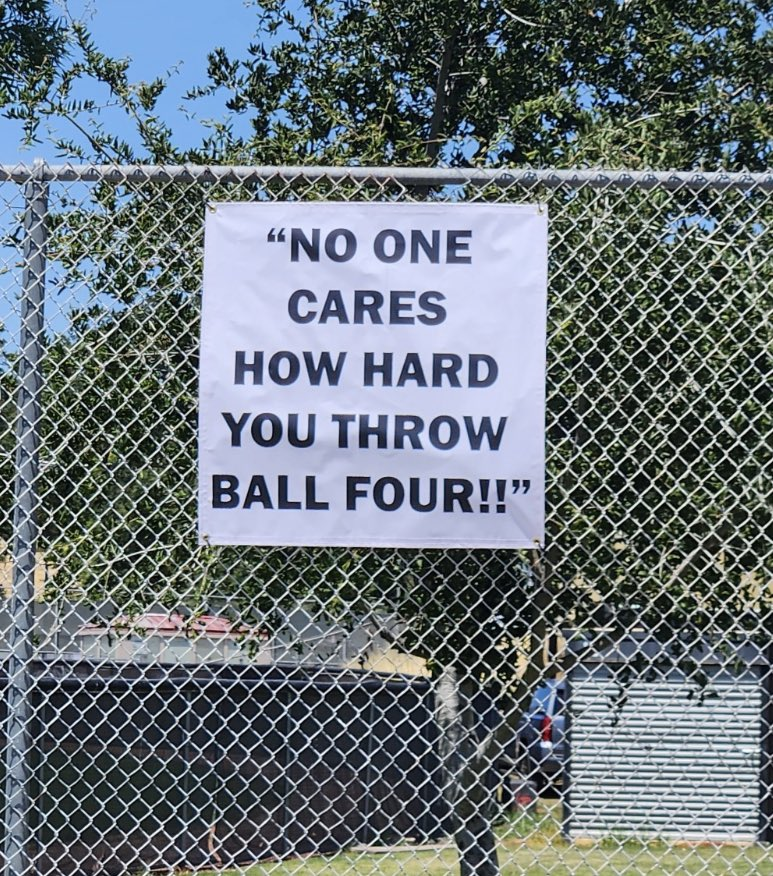 “NO ONE
CARES
HOW HARD
YOU THROW
BALL FOUR!!”